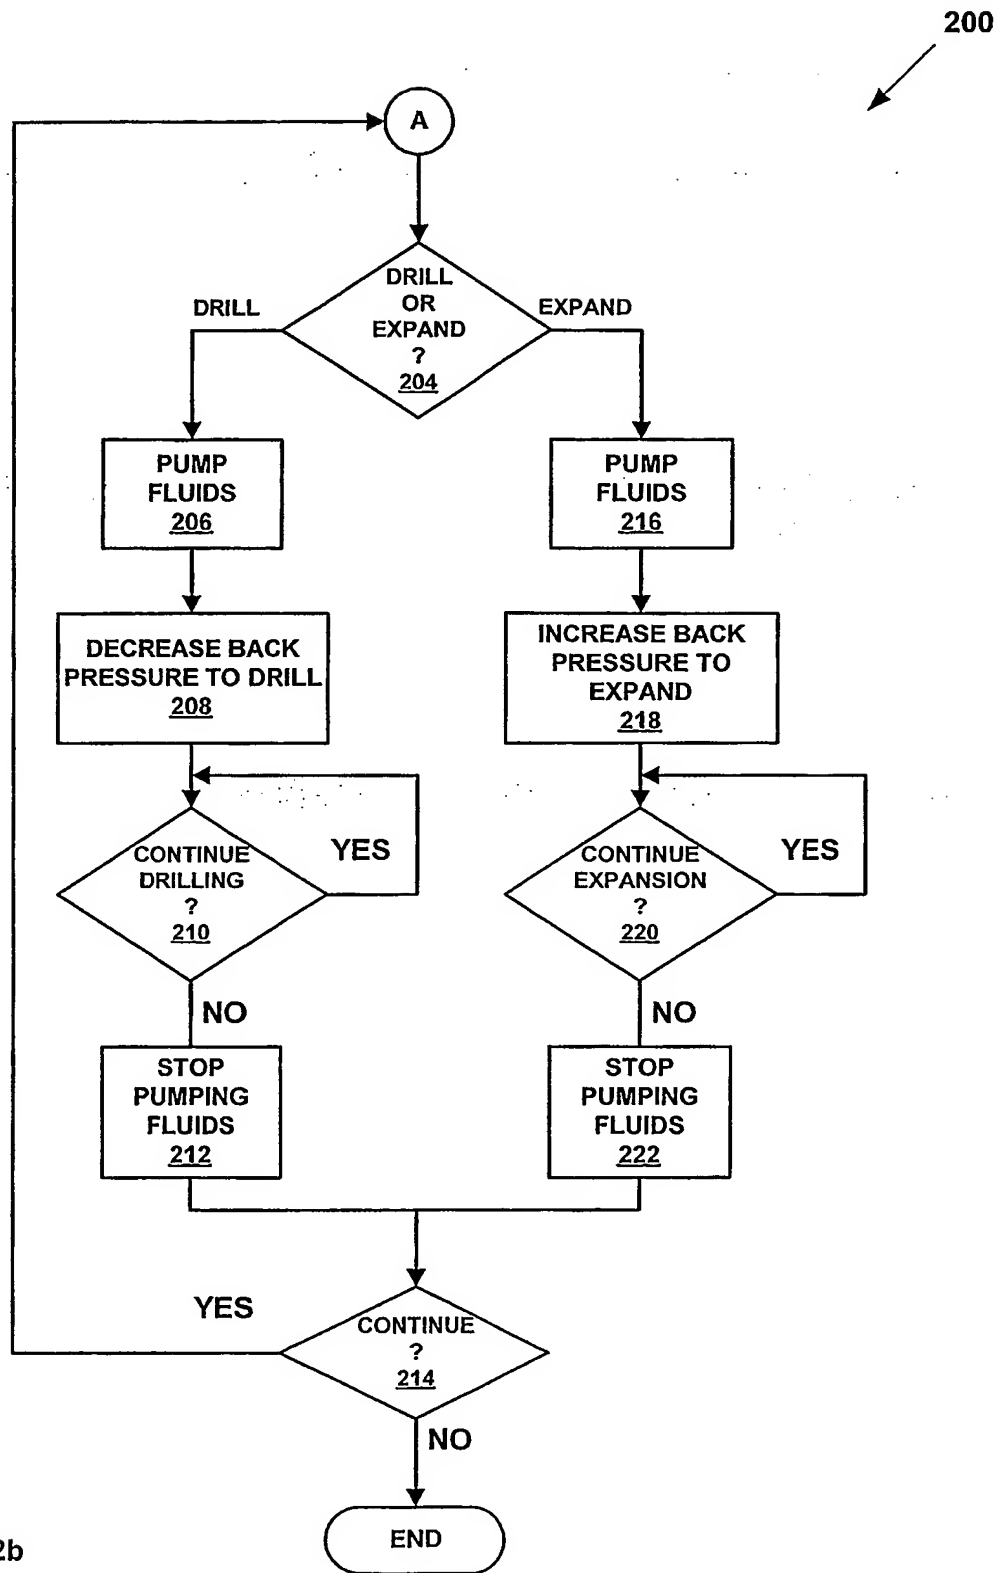 200
A
DRILL
OR
EXPAND
?
204
DRILL
EXPAND
PUMP
FLUIDS
206
PUMP
FLUIDS
216
DECREASE BACK
PRESSURE TO DRILL
208
INCREASE BACK
PRESSURE TO
EXPAND
218
CONTINUE
DRILLING
?
210
YES
CONTINUE
EXPANSION
?
220
YES
NO
NO
STOP
PUMPING
FLUIDS
212
STOP
PUMPING
FLUIDS
222
YES
CONTINUE
?
214
NO
END
2b